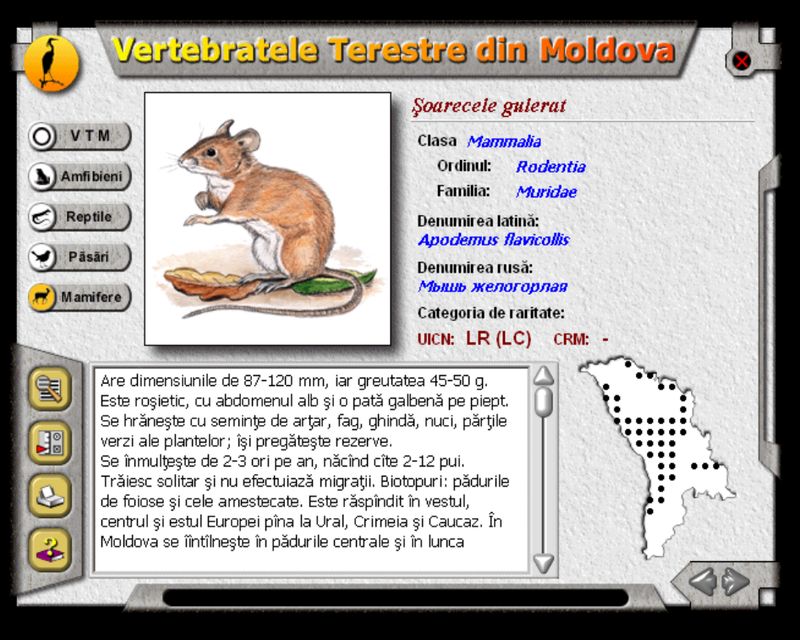 Vertebratele Terestre din Moldova
V T M
Amfibieni
Reptile
Păsări
Mamifere
Şoarecele gulerat
Clasa Mammalia
Ordinul: Rodentia
Familia: Muridae
Denumirea latină:
Apodemus flavicollis
Denumirea rusă:
Мышь желогорлая
Categoria de raritate:
UICN: LR (LC) CRM: -
Are dimensiunile de 87-120 mm, iar greutatea 45-50 g.
Este roşietic, cu abdomenul alb şi o pată galbenă pe piept.
Se hrăneşte cu seminţe de arţar, fag, ghindă, nuci, părţile
verzi ale plantelor; îşi pregăteşte rezerve.
Se înmulţeşte de 2-3 ori pe an, născînd cîte 2-12 pui.
Trăiesc solitar şi nu efectuiază migraţii. Biotopuri: pădurile
de foiose şi cele amestecate. Este răspîndit în vestul,
centrul şi estul Europei pîna la Ural, Crimeia şi Caucaz. În
Moldova se îîntîlneşte în pădurile centrale şi în lunca